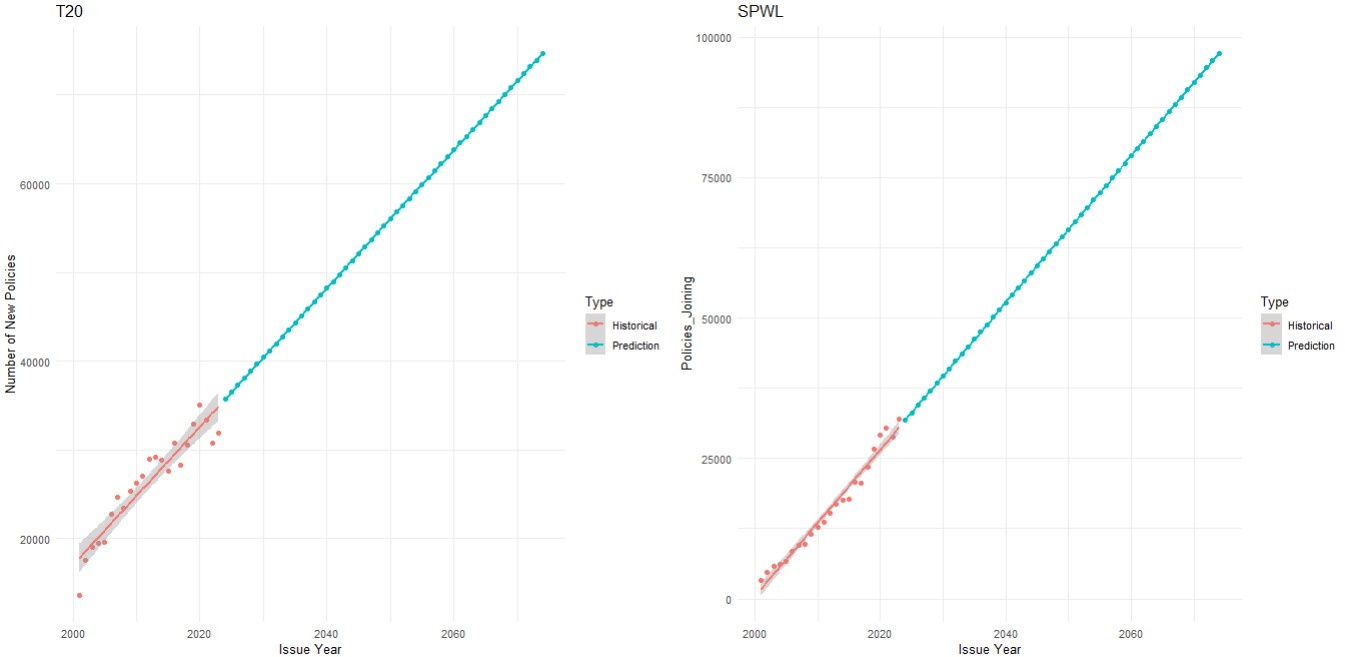 T20
Number of New Policies
60000
40000
20000
2000 2020 2040 2060
Issue Year
Type
Historical
Prediction
SPWL
Policies_Joining
100000
75000
50000
25000
0
2000 2020 2040 2060
Issue Year
Type
Historical
Prediction